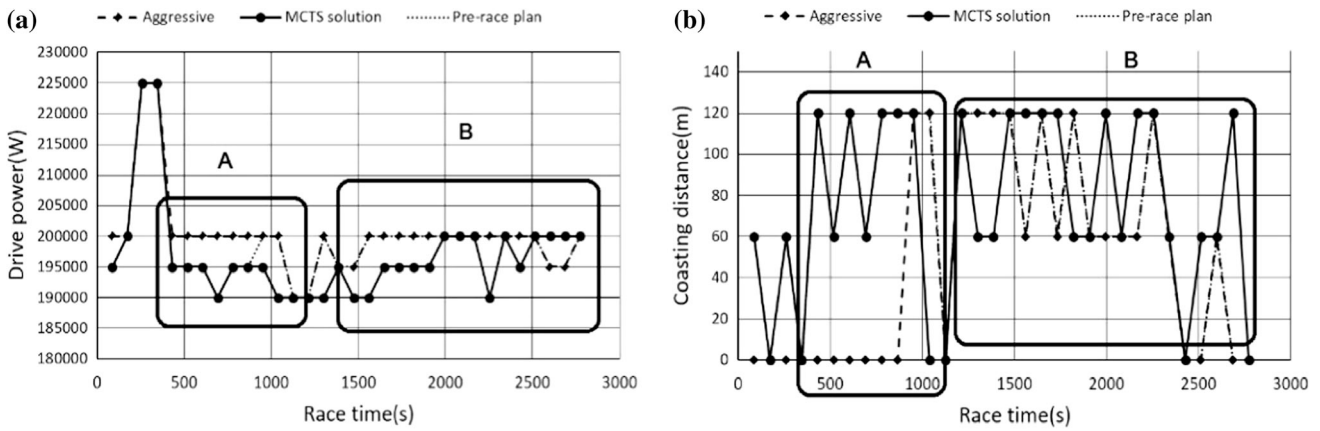 (a)
Aggressive MCTS solution Pre-race plan
230000
225000
220000
215000
210000
205000
200000
195000
190000
185000
180000
Drive power(W)
A
B
0 500 1000 1500 2000 2500 3000
Race time(s)
(b)
Aggressive MCTS solution Pre-race plan
140
120
100
80
60
40
20
0
Coasting distance(m)
A
B
0 500 1000 1500 2000 2500 3000
Race time(s)